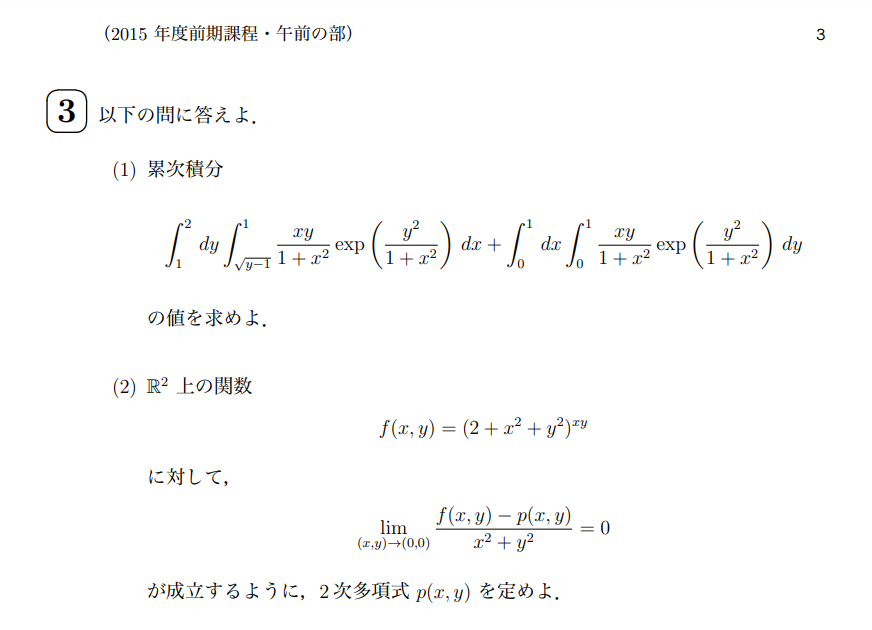 (2015 年度前期課程・午前の部) 3
3 以下の問に答えよ.
(1) 累次積分
$\int_1^2 dy \int_{\sqrt{y-1}}^1 \frac{xy}{1+x^2} \exp\left(\frac{y^2}{1+x^2}\right) dx + \int_0^1 dx \int_0^1 \frac{xy}{1+x^2} \exp\left(\frac{y^2}{1+x^2}\right) dy$
の値を求めよ.
(2) $\mathbb{R}^2$ 上の関数
$f(x, y) = (2 + x^2 + y^2)^{xy}$
に対して,
$\lim_{(x,y)\to(0,0)} \frac{f(x, y) - p(x, y)}{x^2 + y^2} = 0$
が成立するように, 2 次多項式 $p(x, y)$ を定めよ.